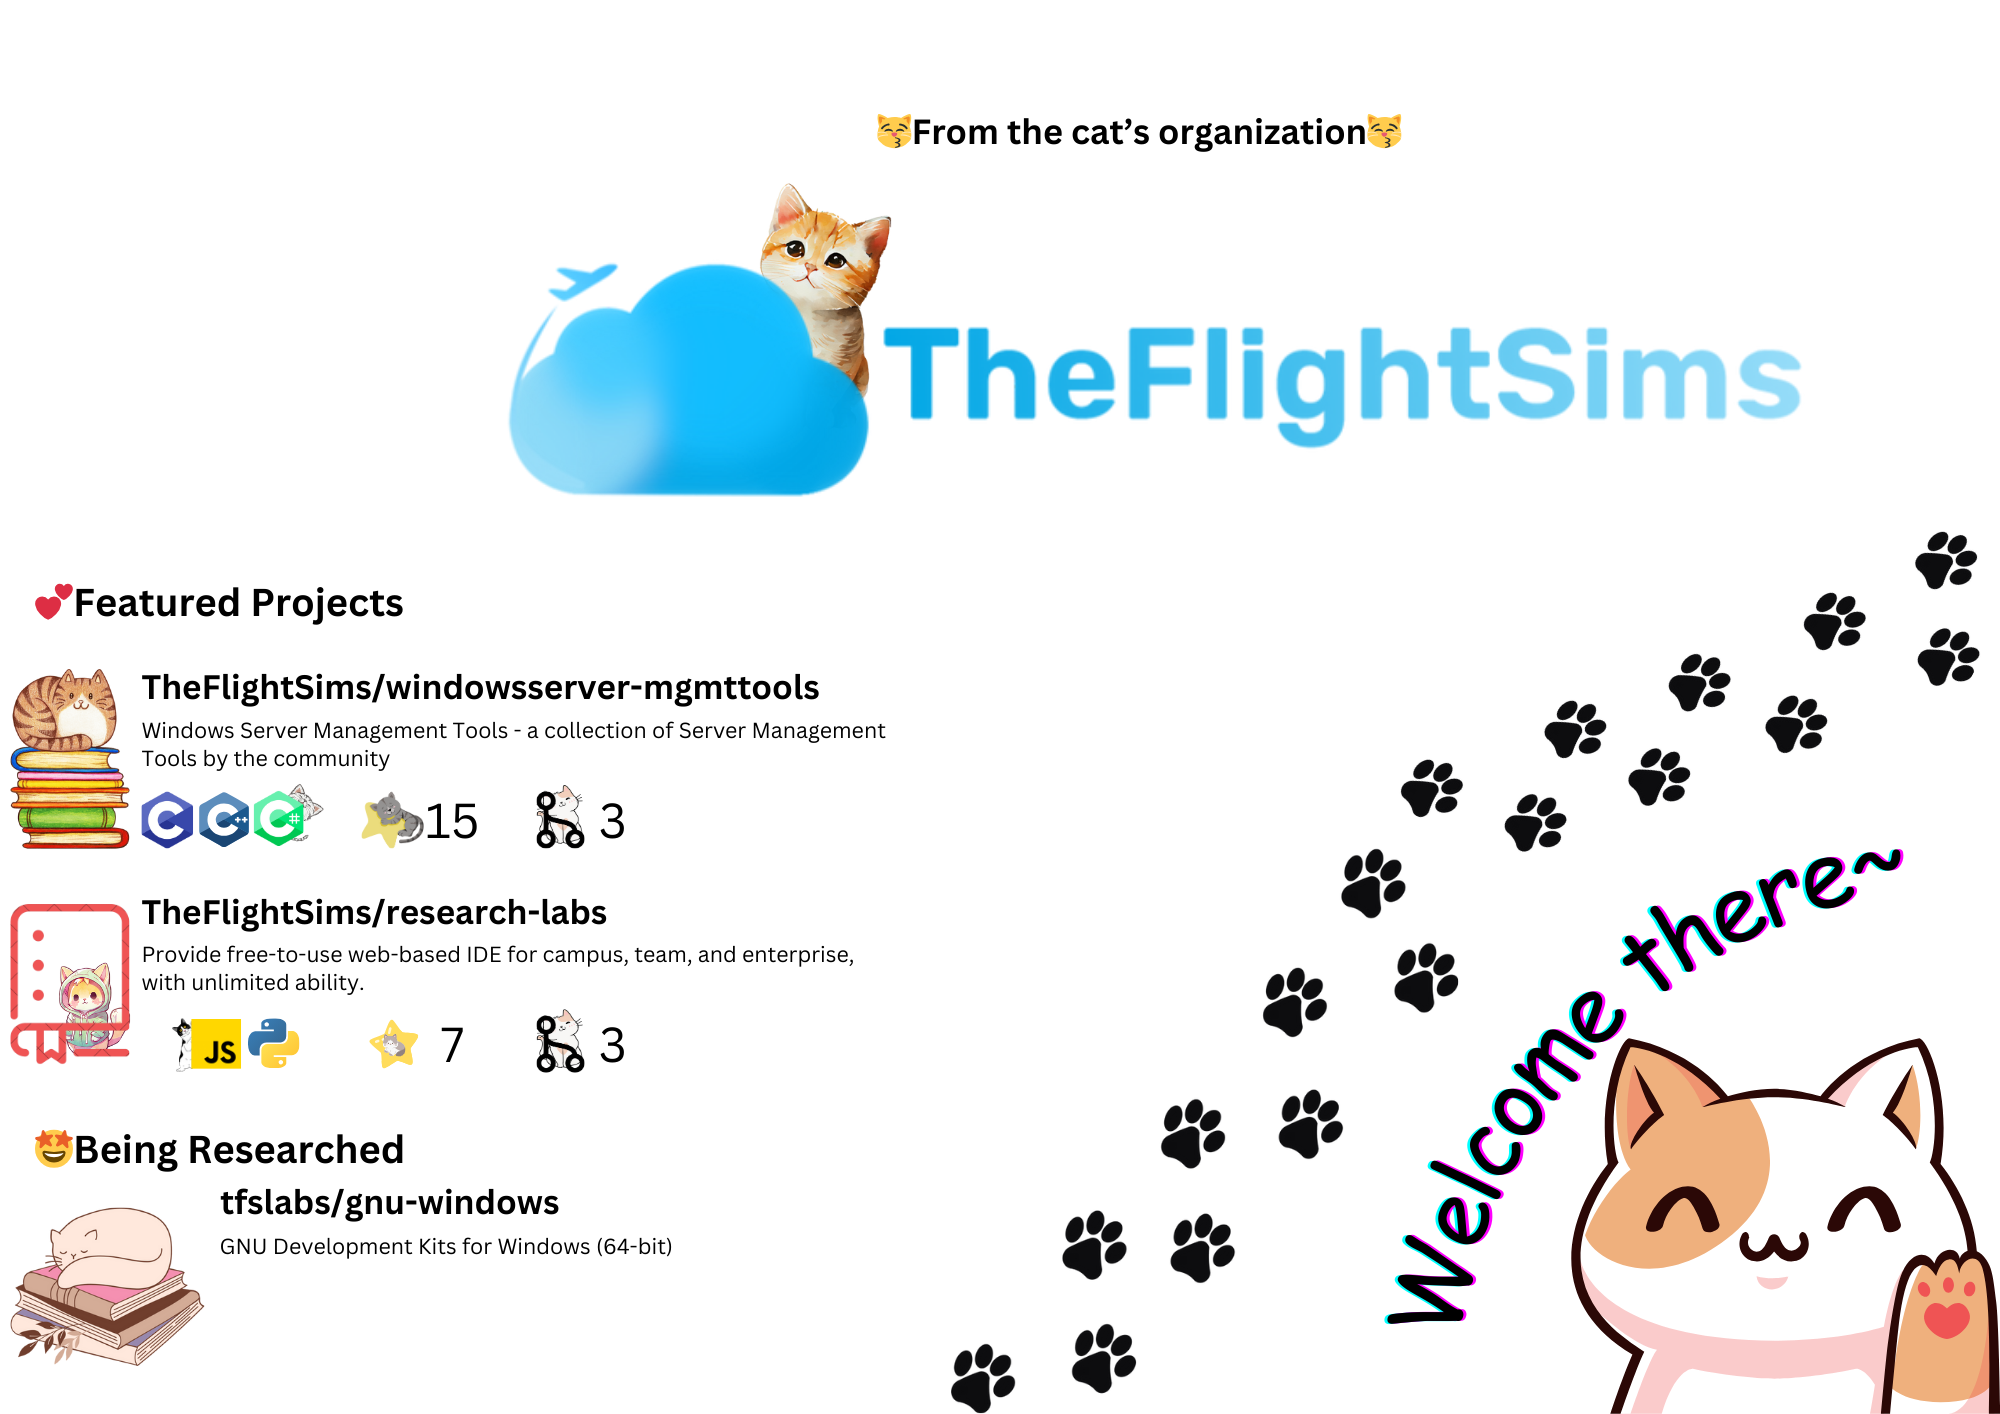 From the cat’s organization
TheFlightSims
Featured Projects
TheFlightSims/windowsserver-mgmttools
Windows Server Management Tools - a collection of Server Management
Tools by the community
C C++ C# 15 3
TheFlightSims/research-labs
Provide free-to-use web-based IDE for campus, team, and enterprise,
with unlimited ability.
JS 7 3
Being Researched
tfslabs/gnu-windows
GNU Development Kits for Windows (64-bit)
Welcome there~